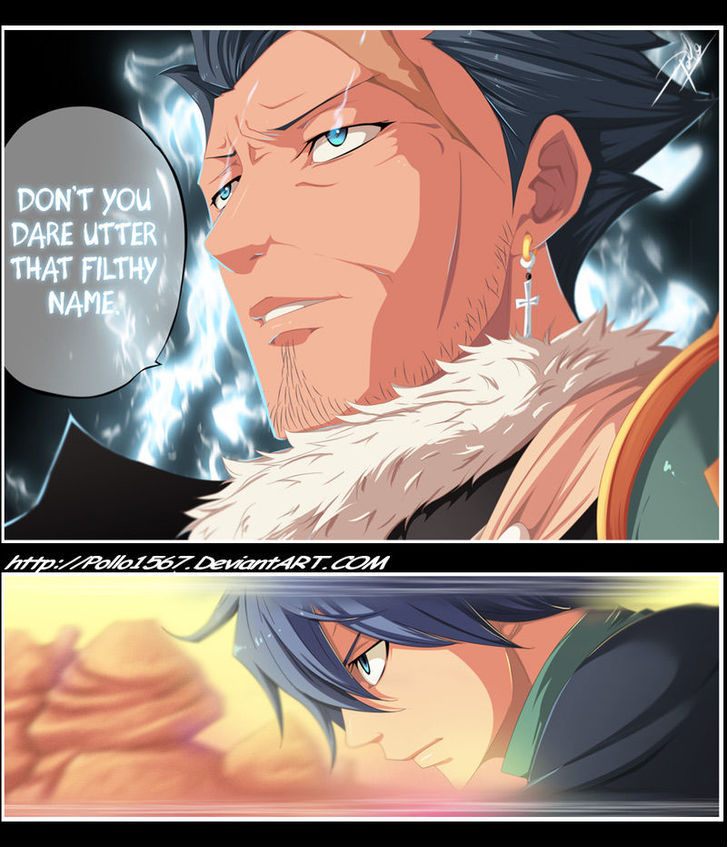 DON'T YOU
DARE UTTER
THAT FILTHY
NAME.
http://Pollo1567.DeviantART.COM